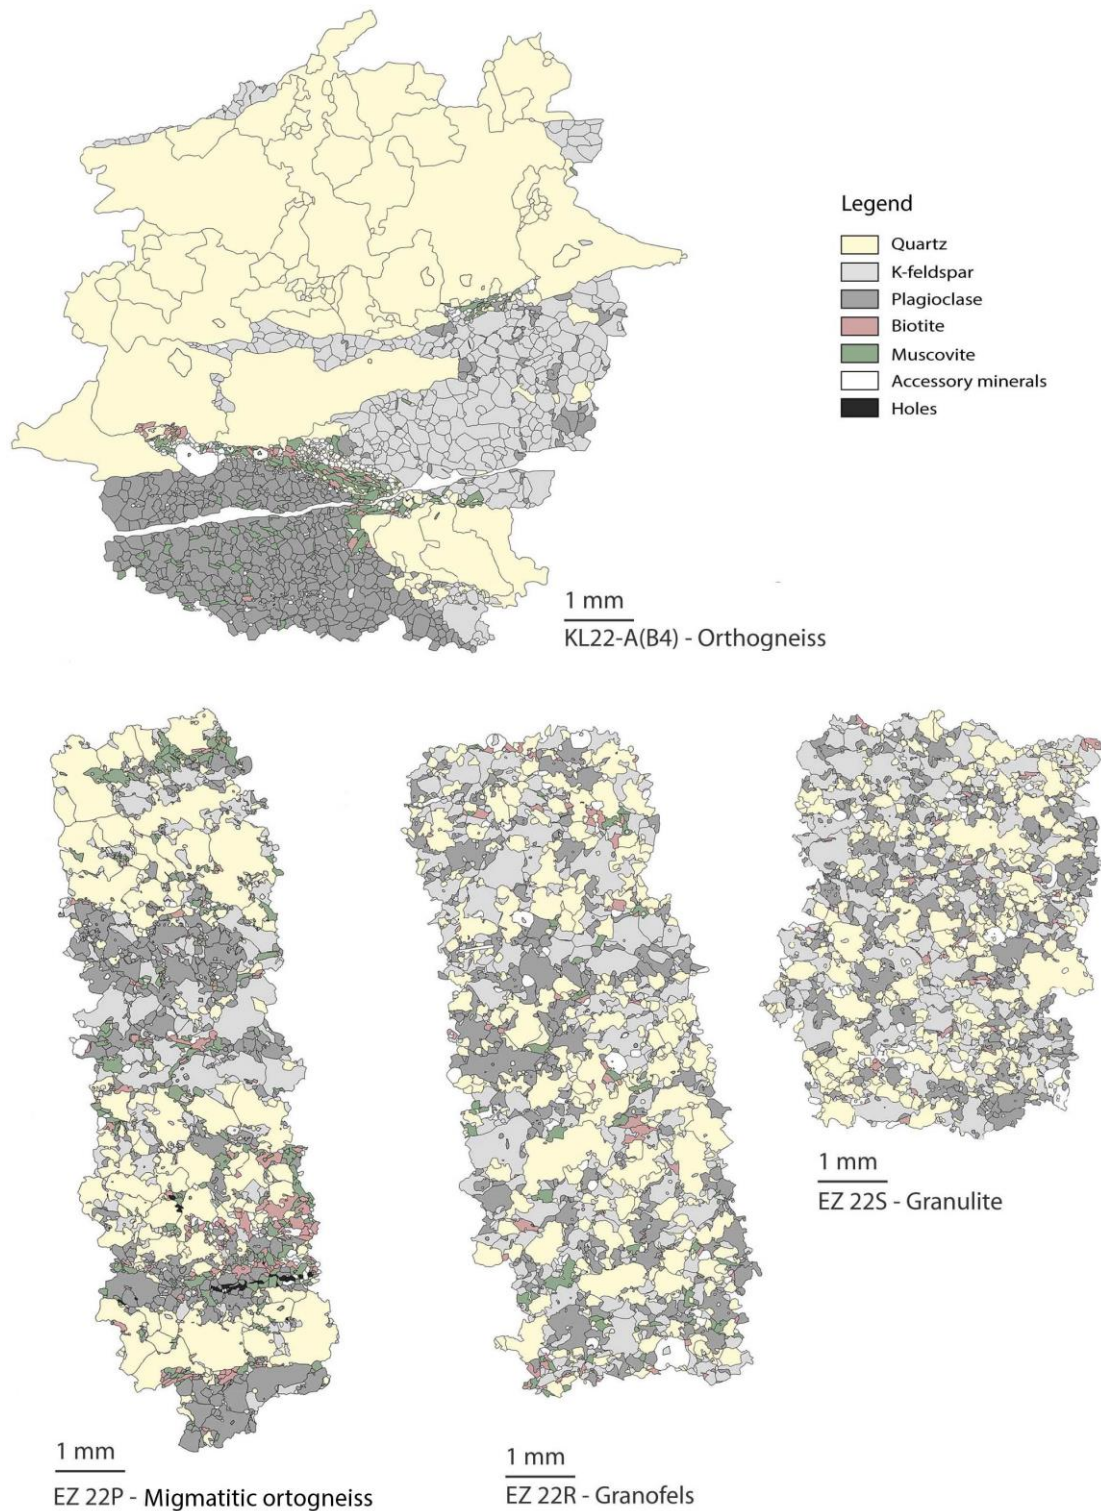 Legend
Quartz
K-feldspar
Plagioclase
Biotite
Muscovite
Accessory minerals
Holes
1 mm
KL22-A(B4) - Orthogneiss
1 mm
EZ 22S - Granulite
1 mm
EZ 22P - Migmatitic ortogneiss
1 mm
EZ 22R - Granofels